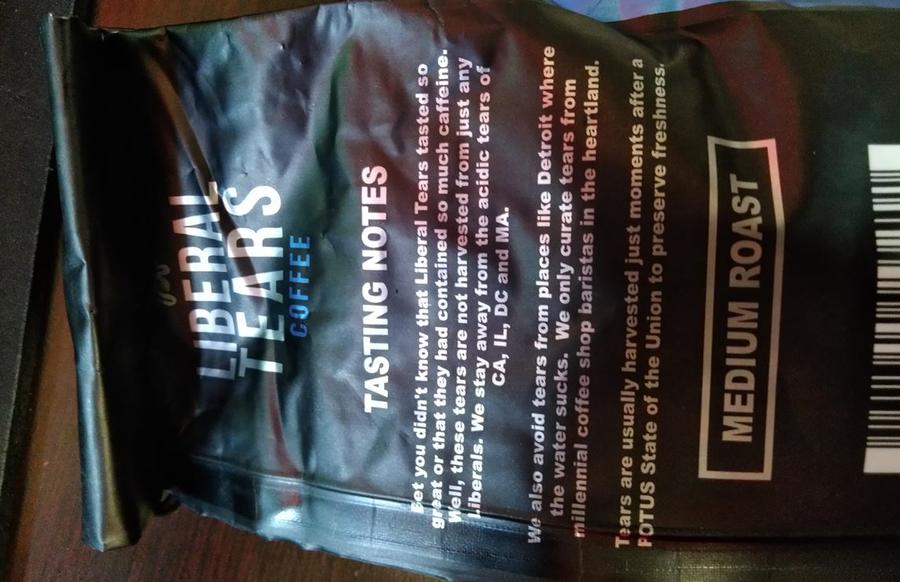 LIBERAL
TEARS
COFFEE
TASTING NOTES
Bet you didn't know that Liberal Tears tasted so
great or that they had contained so much caffeine.
Well, these tears are not harvested from just any
Liberals. We stay away from the acidic tears of
CA, IL, DC and MA.
We also avoid tears from places like Detroit where
the water sucks. We only curate tears from
millennial coffee shop baristas in the heartland.
Tears are usually harvested just moments after a
POTUS State of the Union to preserve freshness.
MEDIUM ROAST